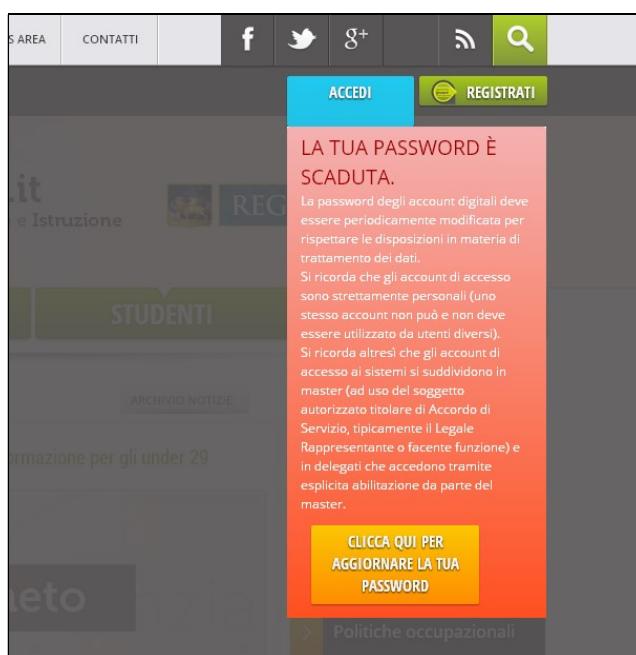 S AREA
CONTATTI
f
g+
ACCEDI
REGISTRATI
.it
e Istruzione
REG
LA TUA PASSWORD È
SCADUTA.
La password degli account digitali deve
essere periodicamente modificata per
rispettare le disposizioni in materia di
trattamento dei dati.
Si ricorda che gli account di accesso
sono strettamente personali (uno
stesso account non può e non deve
essere utilizzato da utenti diversi).
Si ricorda altresì che gli account di
accesso ai sistemi si suddividono in
master (ad uso del soggetto
autorizzato titolare di Accordo di
Servizio, tipicamente il Legale
Rappresentante o facente funzione) e
in delegati che accedono tramite
esplicita abilitazione da parte del
master.
CLICCA QUI PER
AGGIORNARE LA TUA
PASSWORD
STUDENTI
ARCHIVIO NOTIZIE
ormazione per gli under 29
neto
nzia
Politiche occupazionali